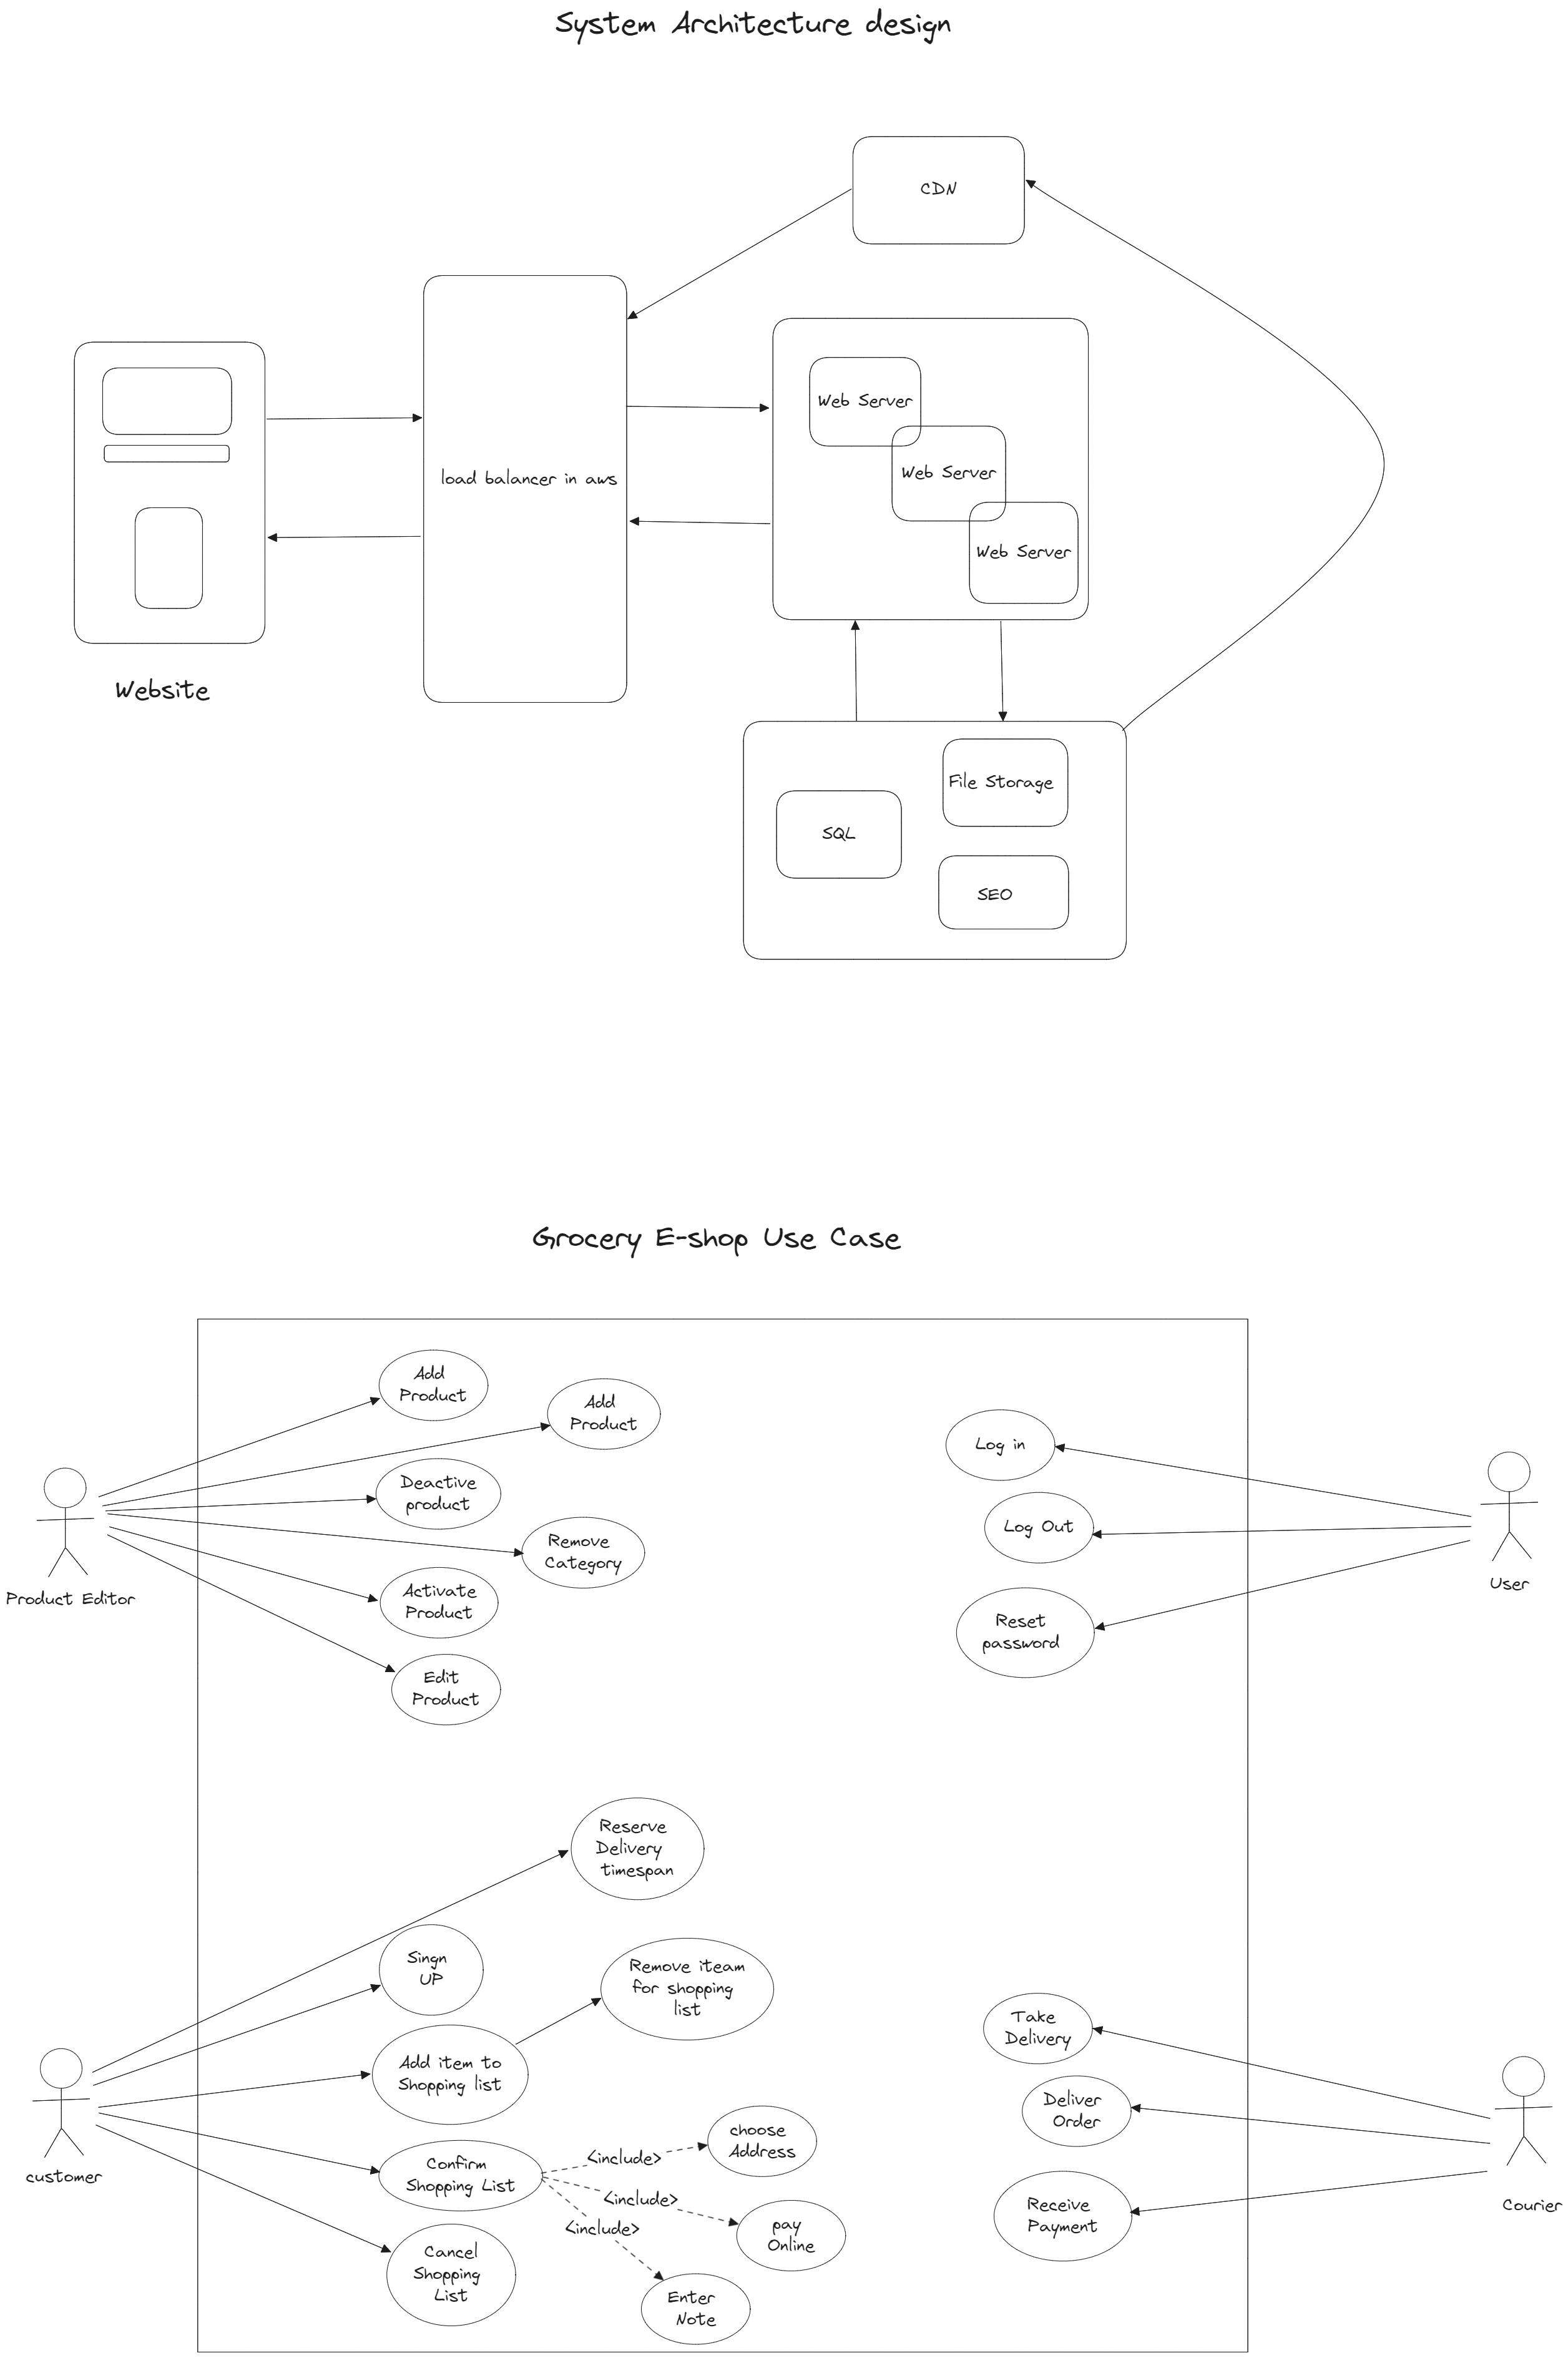 System Architecture design
CDN
Web Server
Web Server
load balancer in aws
Web Server
Website
File Storage
SQL
SEO
Grocery E-shop Use Case
Add
Product
Add
Product
Log in
Deactive
product
Log Out
Remove
Category
Product Editor
User
Activate
Product
Reset
password
Edit
Product
Reserve
Delivery
timespan
Singn
UP
Remove iteam
for shopping
list
Take
Delivery
Add item to
Shopping list
Deliver
Order
choose
Address
<include>
customer
Confirm
Shopping List
<include>
Courier
Receive
Payment
<include>
pay
Online
Cancel
Shopping
List
Enter
Note